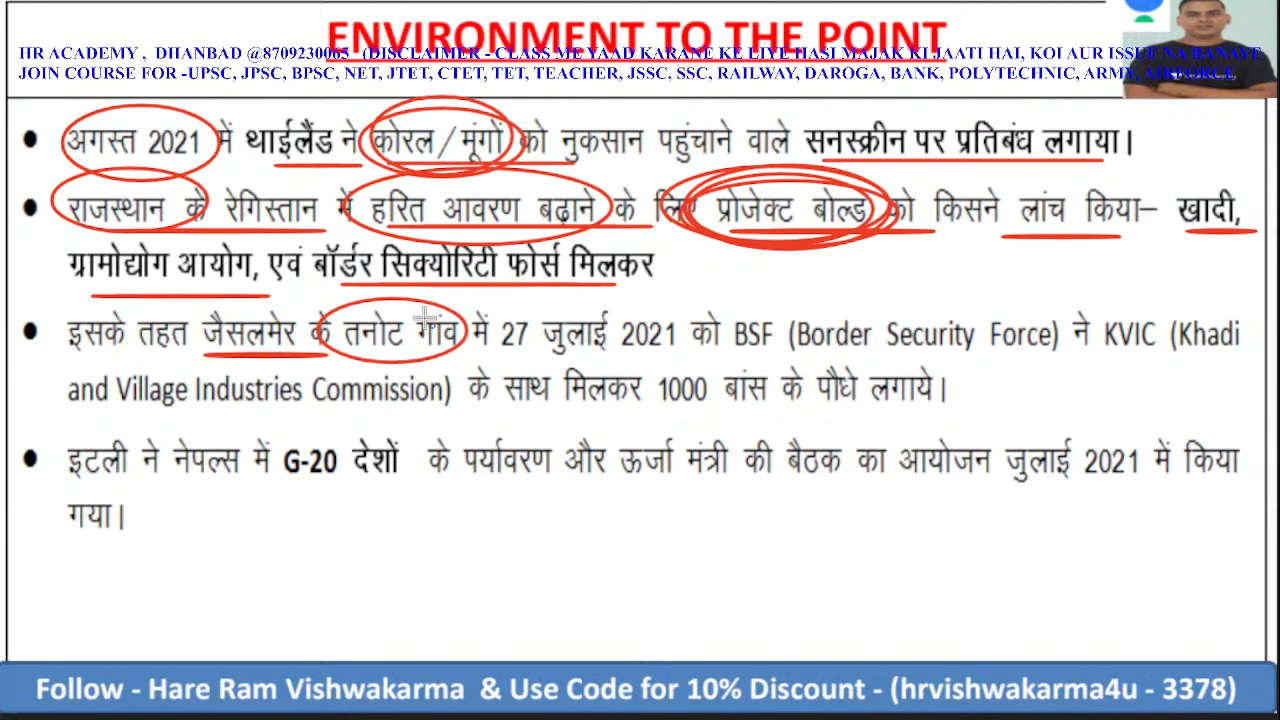 ENVIRONMENT TO THE POINT
HR ACADEMY , DHANBAD @8709230065 (DISCLAIMER - CLASS ME YAAD KARANE KE LIYE HASI MAJAK KI JAATI HAI, KOI AUR ISSUE NA BANAYE
JOIN COURSE FOR -UPSC, JPSC, BPSC, NET, JTET, CTET, TET, TEACHER, JSSC, SSC, RAILWAY, DAROGA, BANK, POLYTECHNIC, ARMY, AIRFORCE
• अगस्त 2021 में थाईलैंड ने कोरल/मूंगों को नुकसान पहुंचाने वाले सनस्क्रीन पर प्रतिबंध लगाया।
• राजस्थान के रेगिस्तान में हरित आवरण बढ़ाने के लिए प्रोजेक्ट बोल्ड को किसने लांच किया– खादी,
ग्रामोद्योग आयोग, एवं बॉर्डर सिक्योरिटी फोर्स मिलकर
• इसके तहत जैसलमेर के तनोट गांव में 27 जुलाई 2021 को BSF (Border Security Force) ने KVIC (Khadi
and Village Industries Commission) के साथ मिलकर 1000 बांस के पौधे लगाये।
• इटली ने नेपल्स में G-20 देशों के पर्यावरण और ऊर्जा मंत्री की बैठक का आयोजन जुलाई 2021 में किया
गया।
Follow - Hare Ram Vishwakarma & Use Code for 10% Discount - (hrvishwakarma4u - 3378)